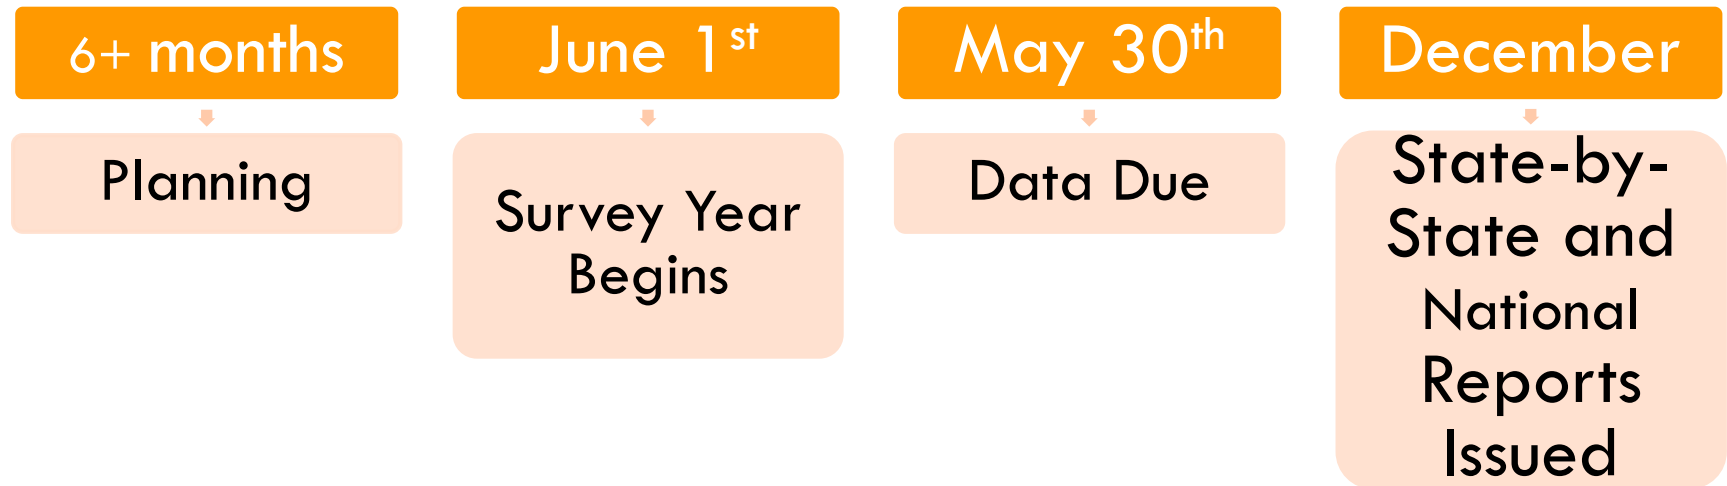 6+ months
Planning
June 1st
Survey Year
Begins
May 30th
Data Due
December
State-by-
State and
National
Reports
Issued